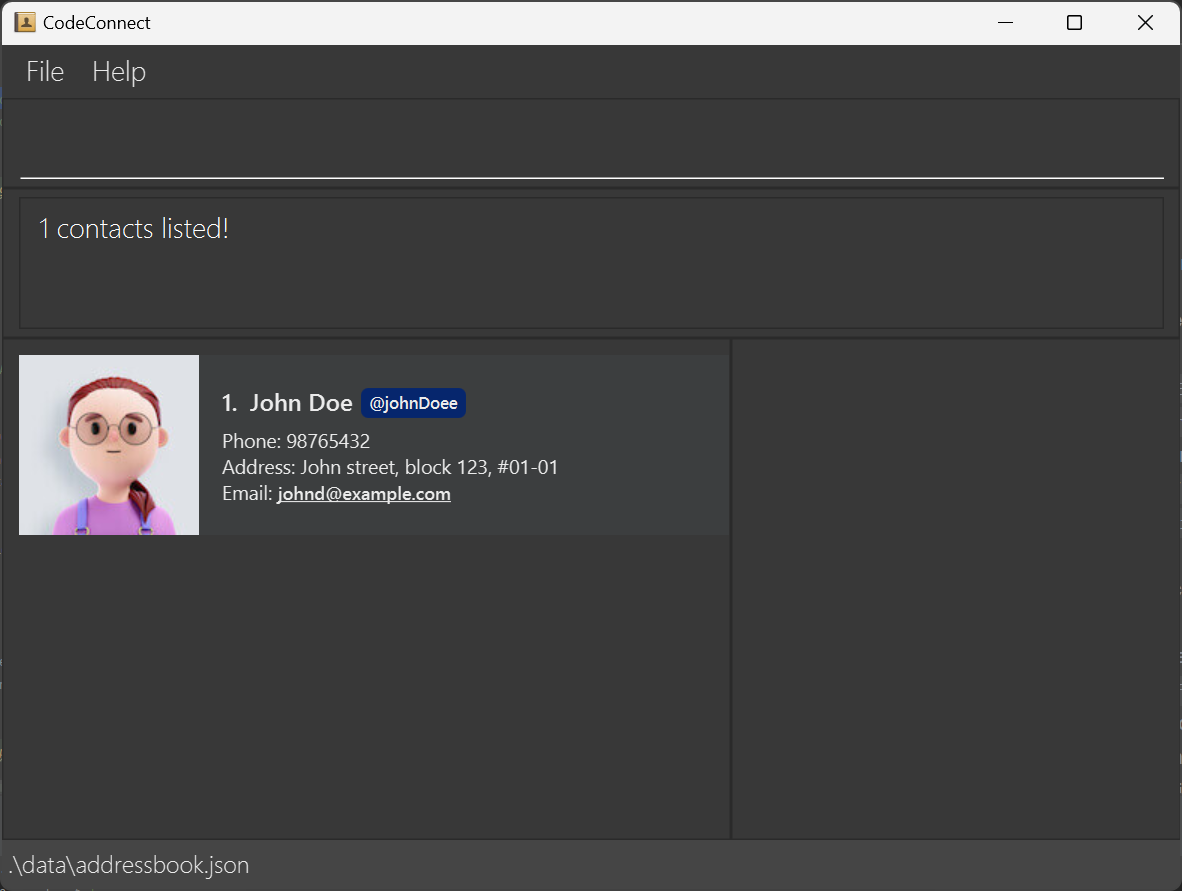 CodeConnect
File Help
1 contacts listed!
1. John Doe @johnDoee
Phone: 98765432
Address: John street, block 123, #01-01
Email: johnd@example.com
.\data\addressbook.json